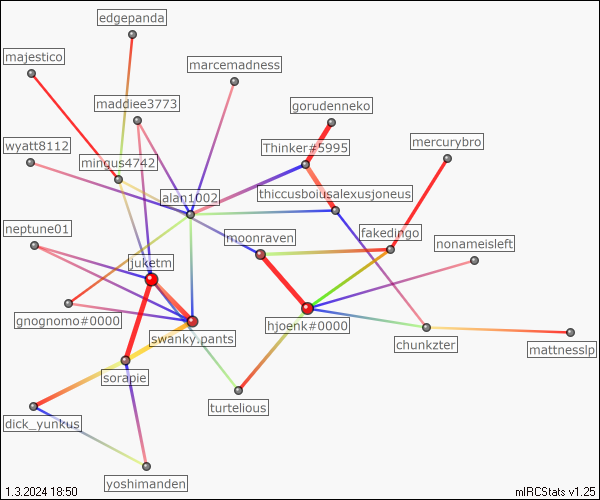 edgepanda
majestico
marcemadness
maddiee3773
gorudenneko
wyatt8112
mingus4742
Thinker#5995
mercurybro
alan1002
thiccusboiusalexusjoneus
neptune01
moonraven
fakedingo
nonameisleft
juketm
gnognomo#0000
swanky.pants
hjoenk#0000
chunkzter
mattnesslp
sorapie
turtelious
dick_yunkus
yoshimanden
1.3.2024 18:50
mIRCStats v1.25